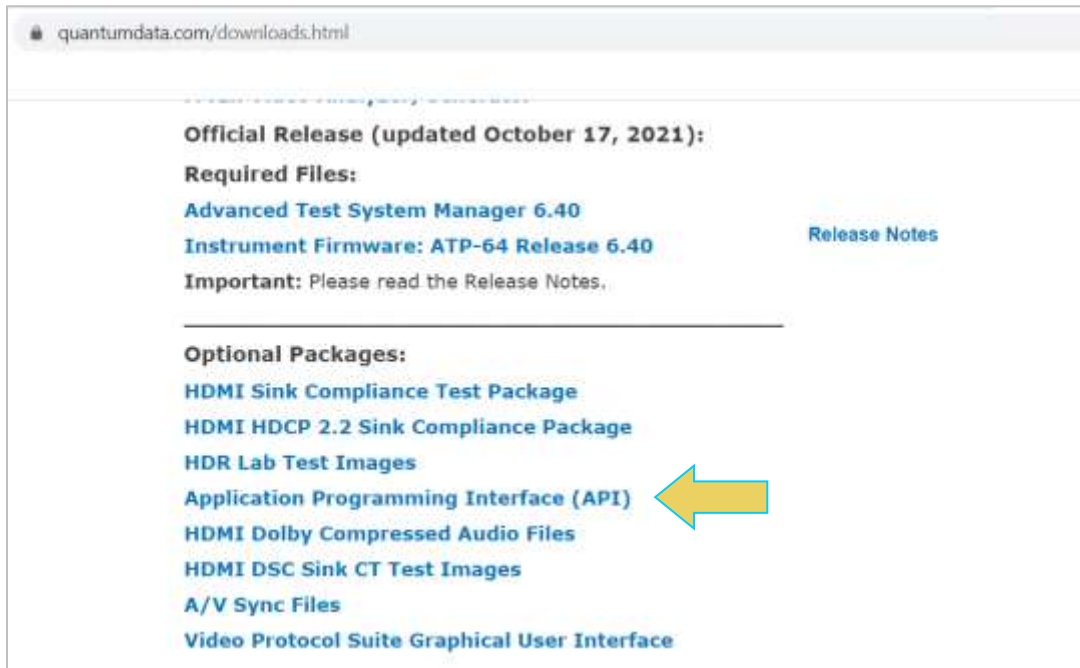 quantumdata.com/downloads.html
Official Release (updated October 17, 2021):
Required Files:
Advanced Test System Manager 6.40
Instrument Firmware: ATP-64 Release 6.40
Release Notes
Important: Please read the Release Notes.
Optional Packages:
HDMI Sink Compliance Test Package
HDMI HDCP 2.2 Sink Compliance Package
HDR Lab Test Images
Application Programming Interface (API)
HDMI Dolby Compressed Audio Files
HDMI DSC Sink CT Test Images
A/V Sync Files
Video Protocol Suite Graphical User Interface